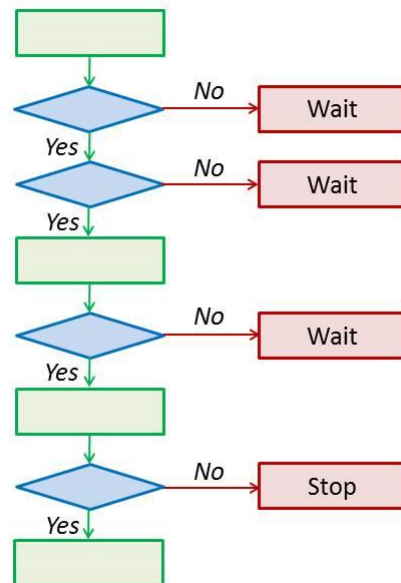 No
Wait
Yes
No
Wait
Yes
No
Wait
Yes
No
Stop
Yes